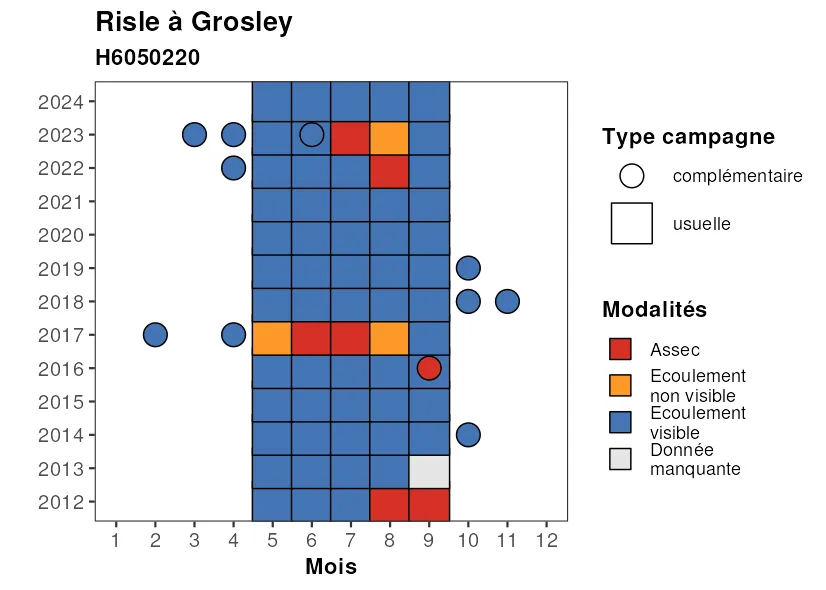 Risle à Grosley
H6050220
2024
2023
2022
2021
2020
2019
2018
2017
2016
2015
2014
2013
2012
1 2 3 4 5 6 7 8 9 10 11 12
Mois
Type campagne
complémentaire
usuelle
Modalités
Assec
Ecoulement
non visible
Ecoulement
visible
Donnée
manquante